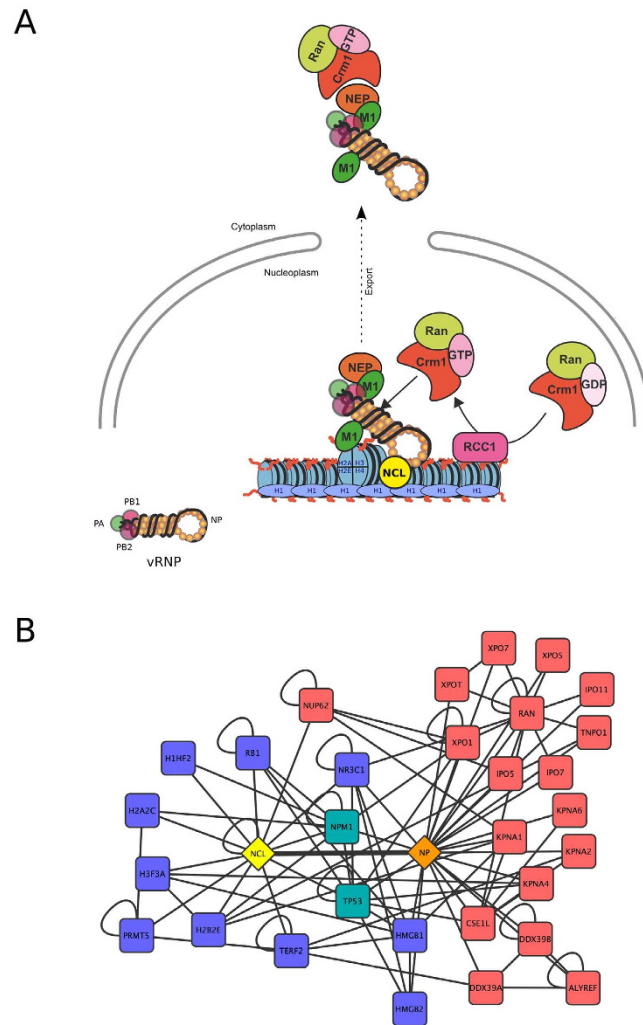 A
Ran
GTP
Crm1
NEP
M1
M1
Cytoplasm
Nucleoplasm
Export
Ran
Crm1
GTP
Ran
Crm1
GDP
NEP
M1
M1
RCC1
H2A H3
H2E H4
NCL
H1 H1 H1 H1 H1 H1 H1
PB1
PA
NP
PB2
vRNP
B
XPO7
XPO5
XPOT
IPO11
NUP62
RAN
TNPO1
XPO1
H1HF2
RB1
NR3C1
IPO5
IPO7
H2A2C
NPM1
KPNA6
KPNA1
NCL
NP
KPNA2
H3F3A
KPNA4
TP53
PRMT5
H2B2E
TERF2
HMGB1
CSE1L
DDX39B
DDX39A
ALYREF
HMGB2